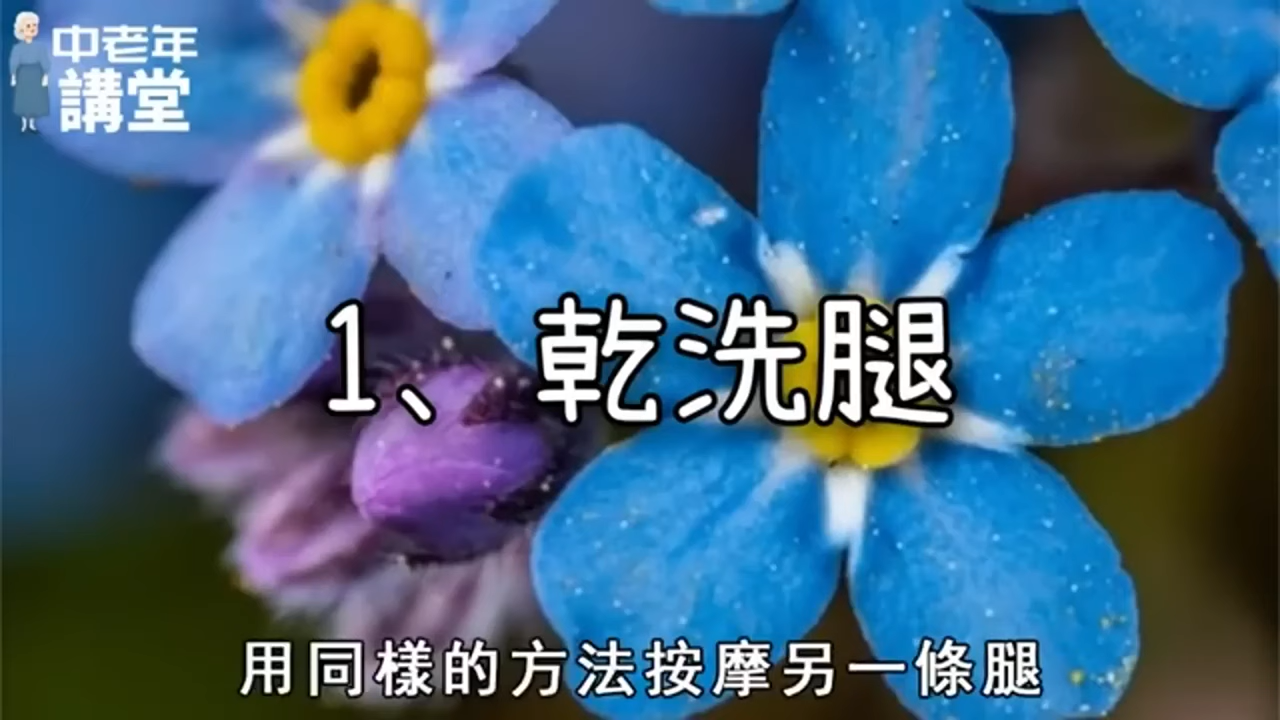 中老年
講堂
1、乾洗腿
用同樣的方法按摩另一條腿